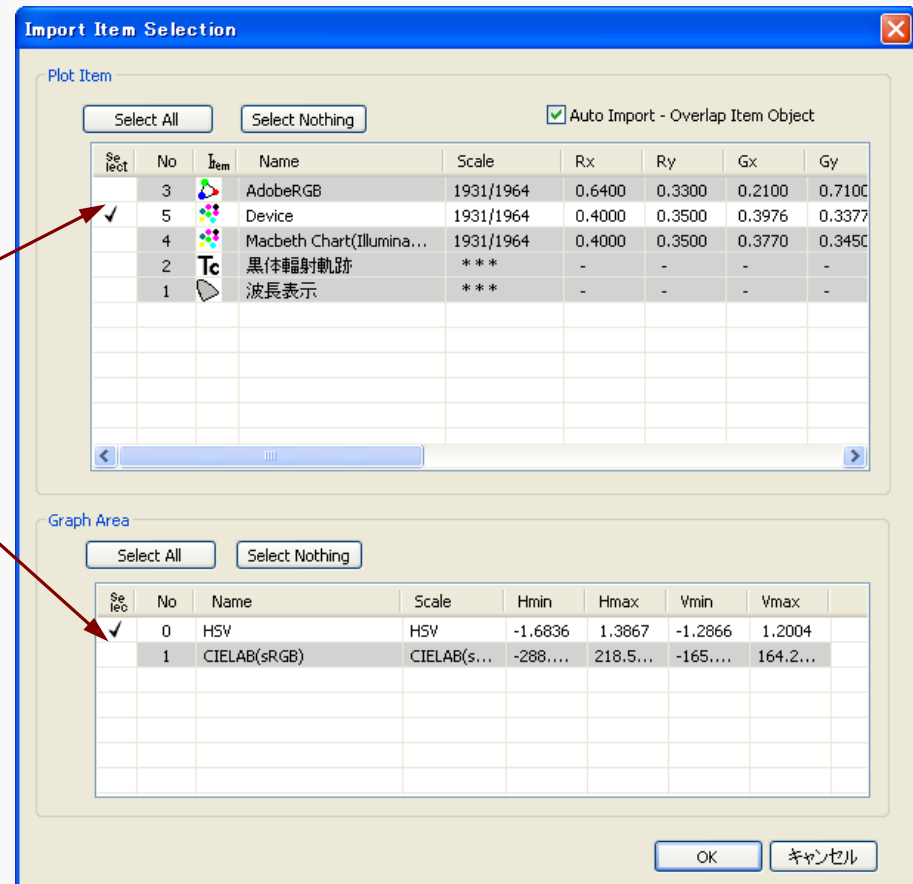 Import Item Selection
Plot Item
Select All Select Nothing Auto Import - Overlap Item Object
Select No Item Name Scale Rx Ry Gx Gy
3 AdobeRGB 1931/1964 0.6400 0.3300 0.2100 0.7100
5 Device 1931/1964 0.4000 0.3500 0.3976 0.3377
4 Macbeth Chart(Illumina... 1931/1964 0.4000 0.3500 0.3770 0.3450
2 Tc 黒体輻射軌跡 *** - - - -
1 波長表示 *** - - - -
Graph Area
Select All Select Nothing
Selec No Name Scale Hmin Hmax Vmin Vmax
0 HSV HSV -1.6836 1.3867 -1.2866 1.2004
1 CIELAB(sRGB) CIELAB(s... -288.... 218.5... -165.... 164.2...
OK キャンセル